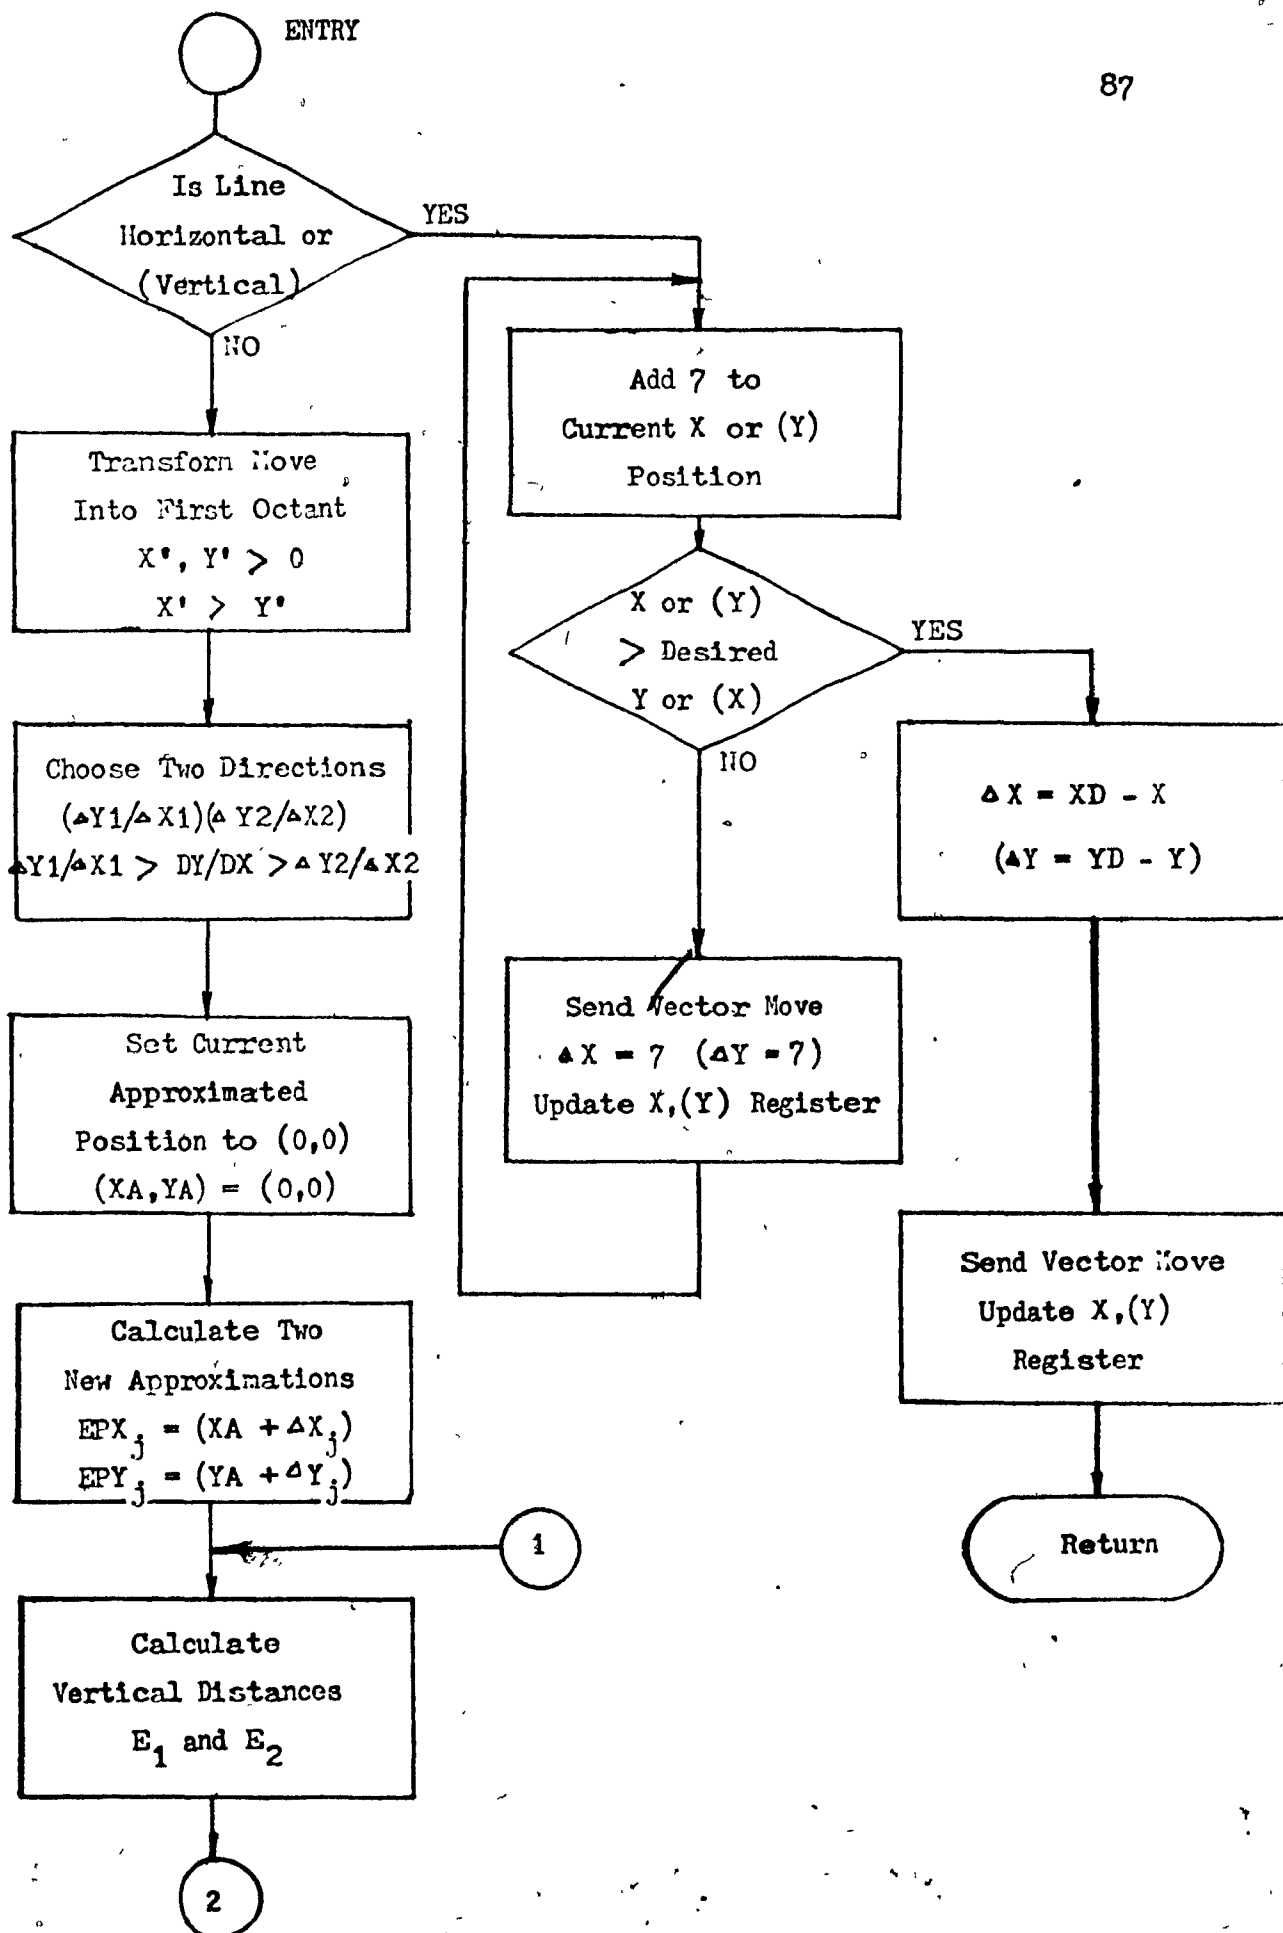 ENTRY
87
Is Line
Horizontal or
(Vertical)
YES
NO
Add 7 to
Current X or (Y)
Position
Transform Move
Into First Octant
X', Y' > 0
X' > Y'
X or (Y)
> Desired
Y or (X)
YES
NO
Choose Two Directions
(ΔY1/ΔX1)(ΔY2/ΔX2)
ΔY1/ΔX1 > DY/DX > ΔY2/ΔX2
ΔX = XD - X
(ΔY = YD - Y)
Send Vector Move
ΔX = 7 (ΔY = 7)
Update X,(Y) Register
Set Current
Approximated
Position to (0,0)
(XA,YA) = (0,0)
Send Vector Move
Update X,(Y)
Register
Calculate Two
New Approximations
EPX_j = (XA + ΔX_j)
EPY_j = (YA + ΔY_j)
1
Return
Calculate
Vertical Distances
E₁ and E₂
2